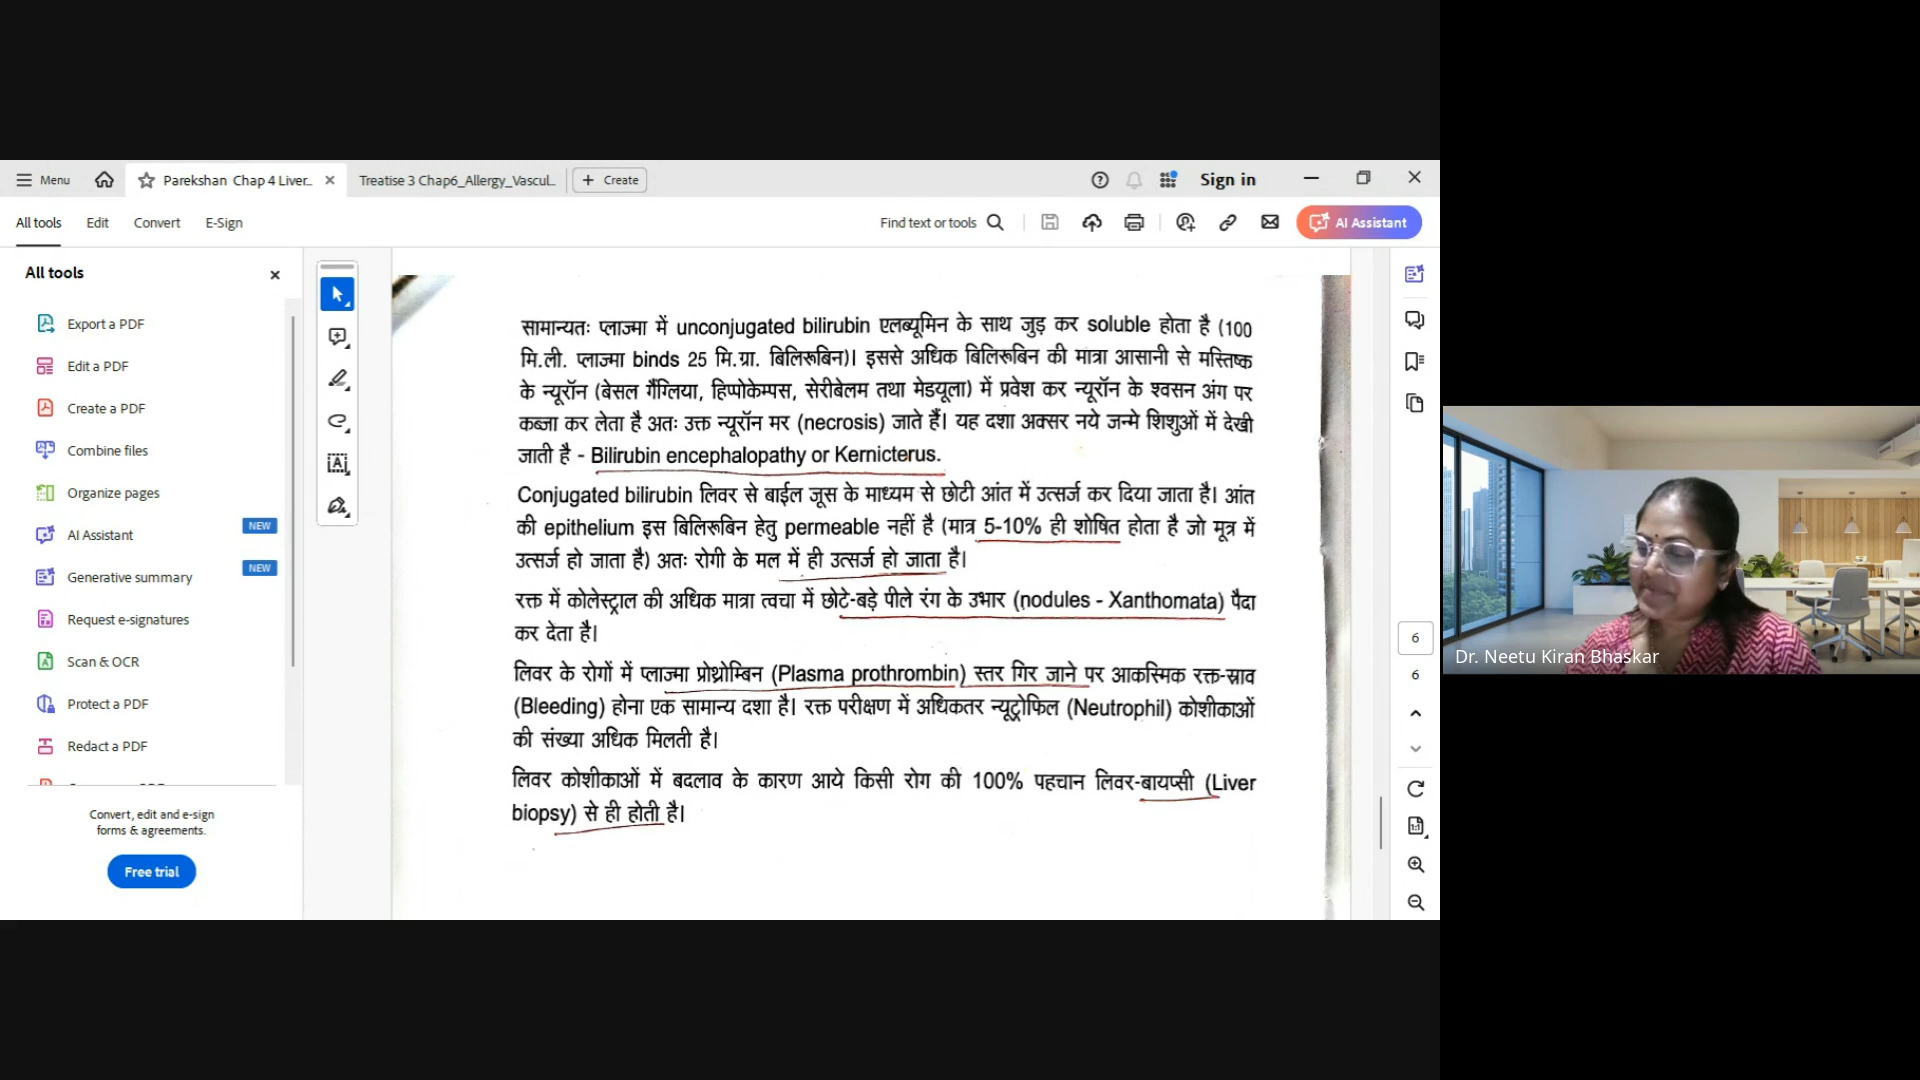 Menu
Parekshan Chap 4 Liver...
Treatise 3 Chap6_Allergy_Vascul...
Create
Sign in
All tools
Edit
Convert
E-Sign
Find text or tools
AI Assistant
All tools
Export a PDF
Edit a PDF
Create a PDF
Combine files
Organize pages
AI Assistant
NEW
Generative summary
NEW
Request e-signatures
Scan & OCR
Protect a PDF
Redact a PDF
Convert, edit and e-sign
forms & agreements.
Free trial
सामान्यतः प्लाज्मा में unconjugated bilirubin एलब्यूमिन के साथ जुड़ कर soluble होता है (100
मि.ली. प्लाज्मा binds 25 मि.ग्रा. बिलिरूबिन)। इससे अधिक बिलिरूबिन की मात्रा आसानी से मस्तिष्क
के न्यूरॉन (बेसल गैंग्लिया, हिप्पोकेम्पस, सेरीबेलम तथा मेडयूला) में प्रवेश कर न्यूरॉन के श्वसन अंग पर
कब्जा कर लेता है अतः उक्त न्यूरॉन मर (necrosis) जाते हैं। यह दशा अक्सर नये जन्मे शिशुओं में देखी
जाती है - Bilirubin encephalopathy or Kernicterus.
Conjugated bilirubin लिवर से बाईल जूस के माध्यम से छोटी आंत में उत्सर्ज कर दिया जाता है। आंत
की epithelium इस बिलिरूबिन हेतु permeable नहीं है (मात्र 5-10% ही शोषित होता है जो मूत्र में
उत्सर्ज हो जाता है) अतः रोगी के मल में ही उत्सर्ज हो जाता है।
रक्त में कोलेस्ट्राल की अधिक मात्रा त्वचा में छोटे-बड़े पीले रंग के उभार (nodules - Xanthomata) पैदा
कर देता है।
लिवर के रोगों में प्लाज्मा प्रोथ्रोम्बिन (Plasma prothrombin) स्तर गिर जाने पर आकस्मिक रक्त-स्राव
(Bleeding) होना एक सामान्य दशा है। रक्त परीक्षण में अधिकतर न्यूट्रोफिल (Neutrophil) कोशीकाओं
की संख्या अधिक मिलती है।
लिवर कोशीकाओं में बदलाव के कारण आये किसी रोग की 100% पहचान लिवर-बायप्सी (Liver
biopsy) से ही होती है।
6
6
Dr. Neetu Kiran Bhaskar